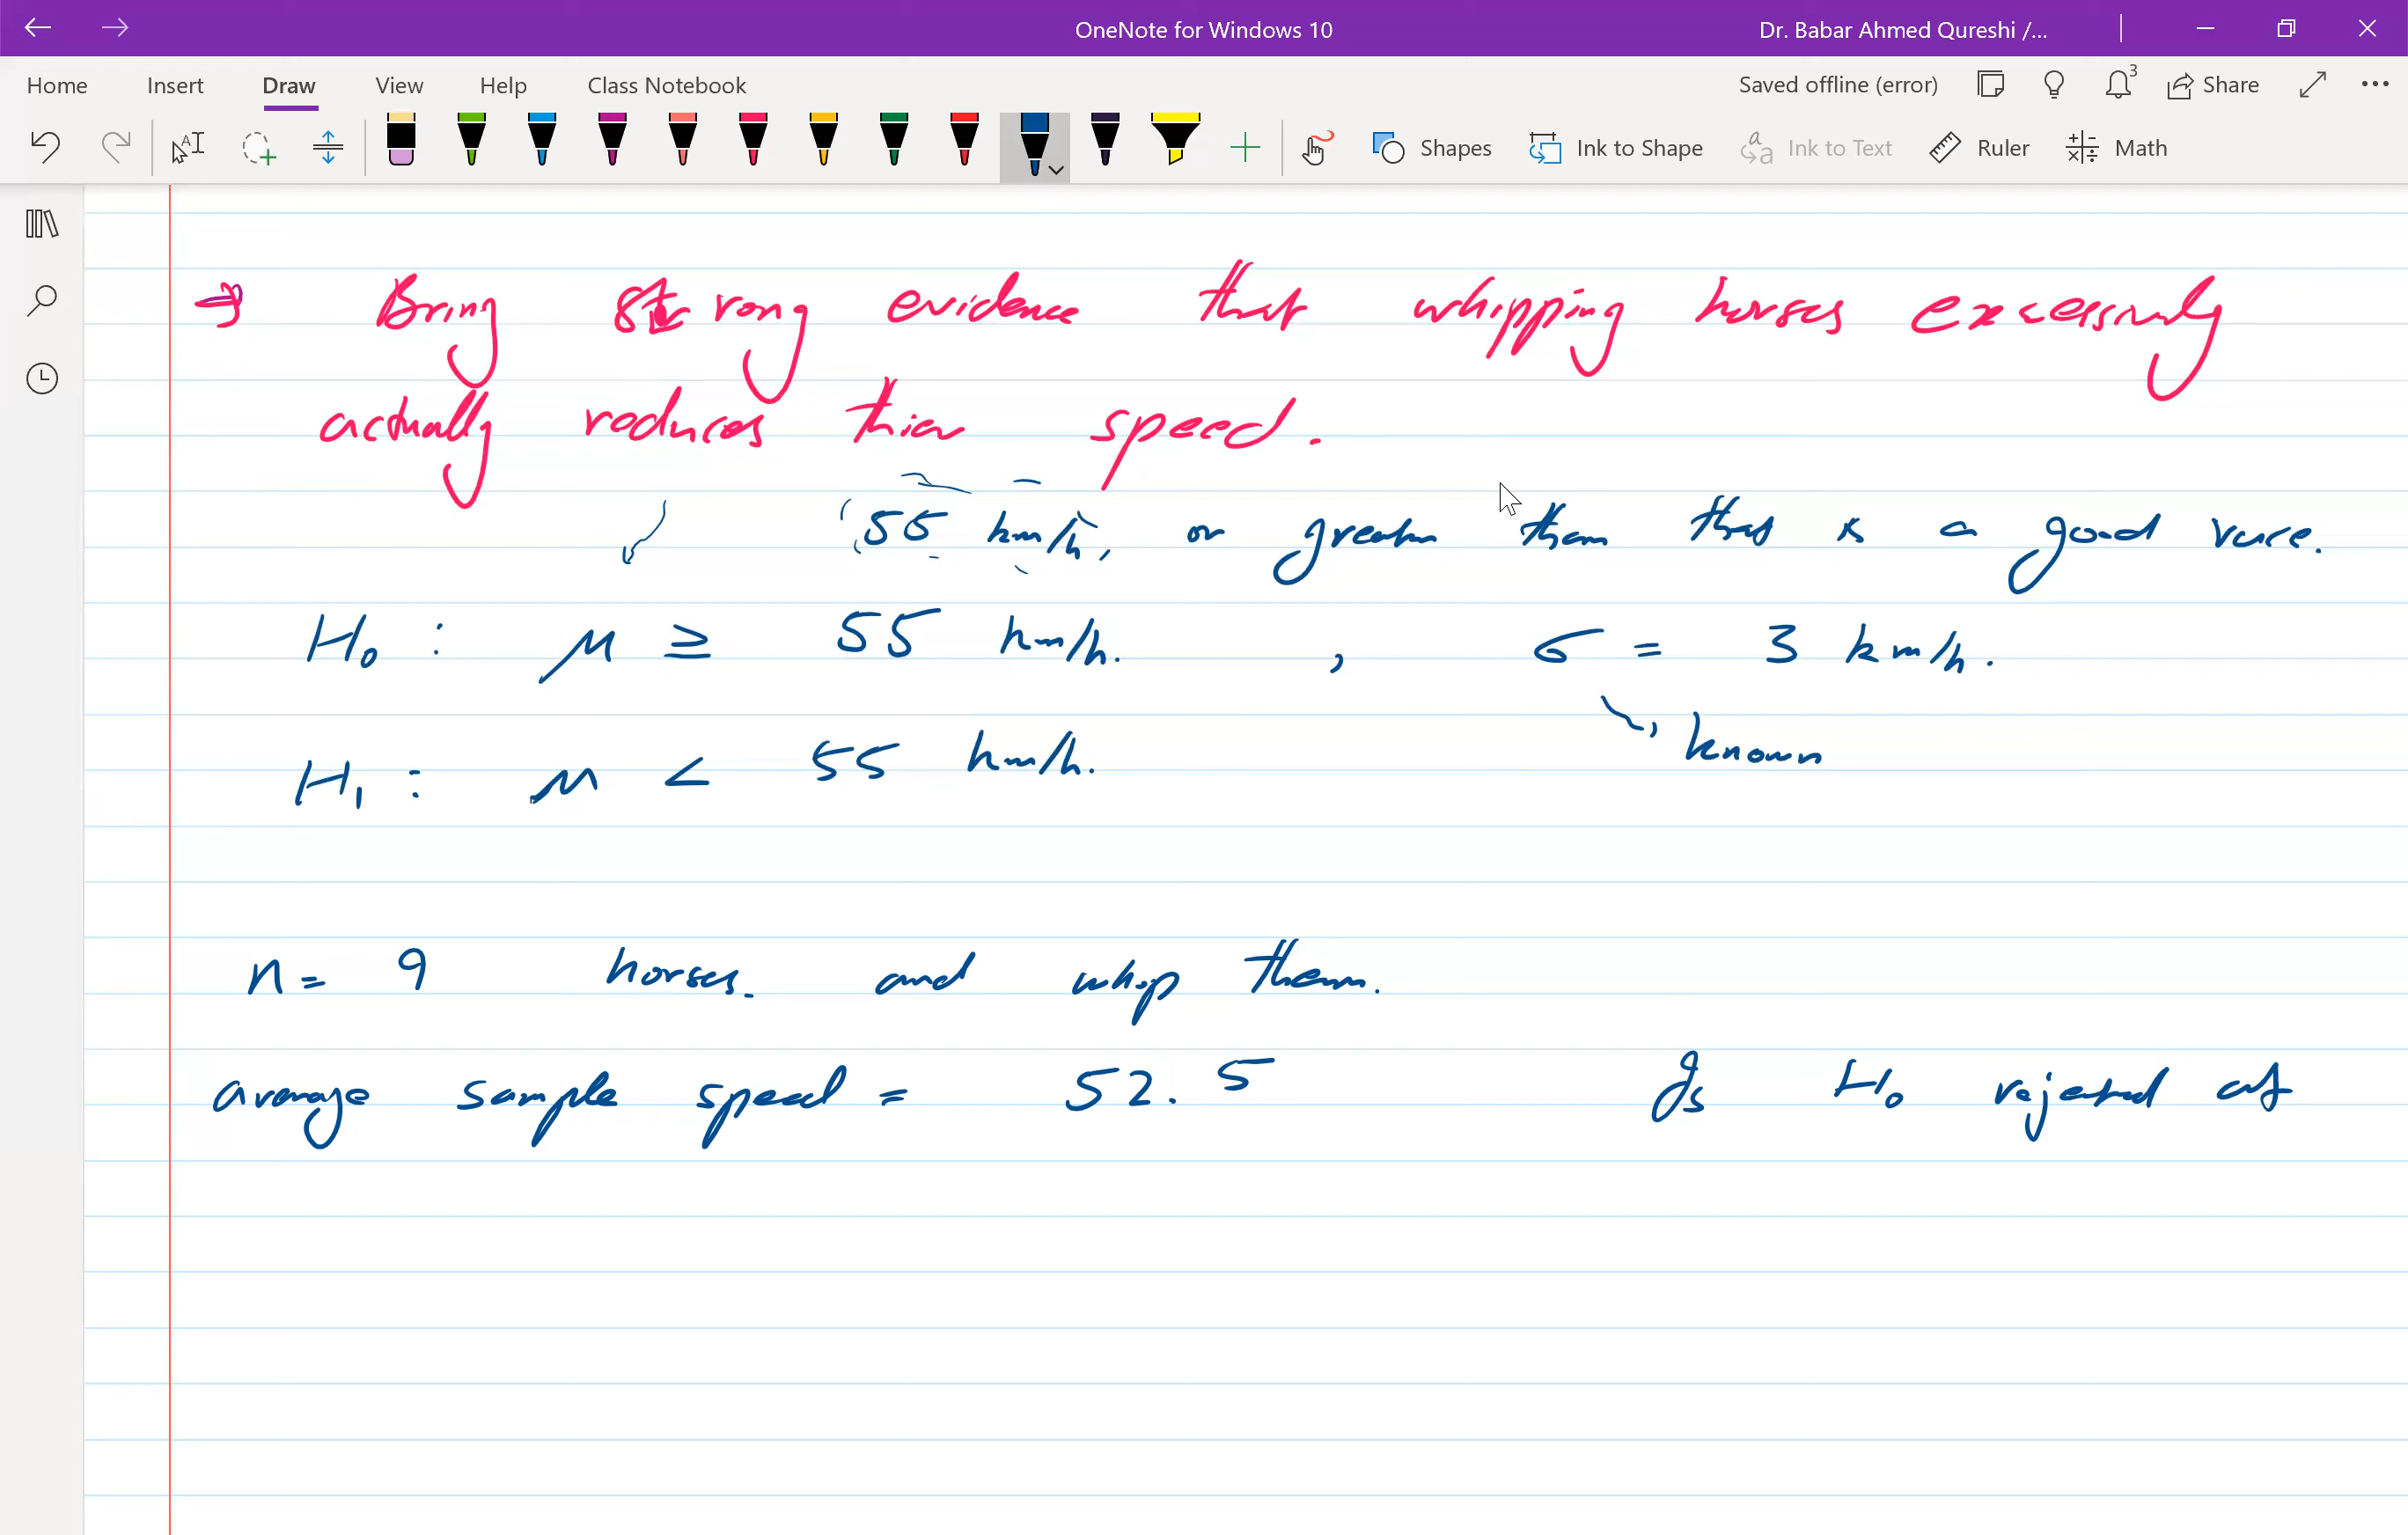 OneNote for Windows 10
Dr. Babar Ahmed Qureshi /...
Home Insert Draw View Help Class Notebook
Saved offline (error) 3 Share
Shapes Ink to Shape Ink to Text Ruler Math
→ Bring strong evidence that whipping horses excessively
actually reduces thier speed.
55 km/h, or greater than that is a good race.
H₀ : μ ≥ 55 km/h. , σ = 3 km/h.
known
H₁ : μ < 55 km/h.
n = 9 horses. and whip them.
average sample speed = 52.5 Is H₀ rejected at